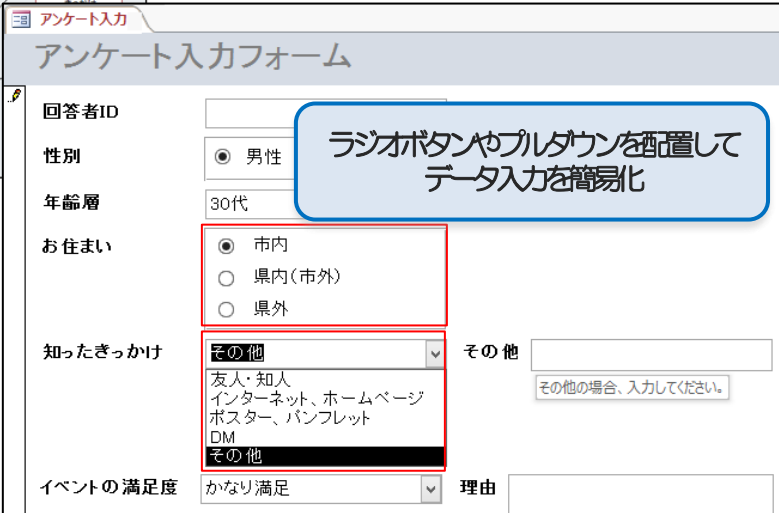 アンケート入力
アンケート入力フォーム
回答者ID
ラジオボタンやプルダウンを配置して
データ入力を簡易化
性別
男性
年齢層
30代
お住まい
市内
県内(市外)
県外
知ったきっかけ
その他
その他
友人・知人
インターネット、ホームページ
ポスター、パンフレット
DM
その他
その他の場合、入力してください。
イベントの満足度
かなり満足
理由